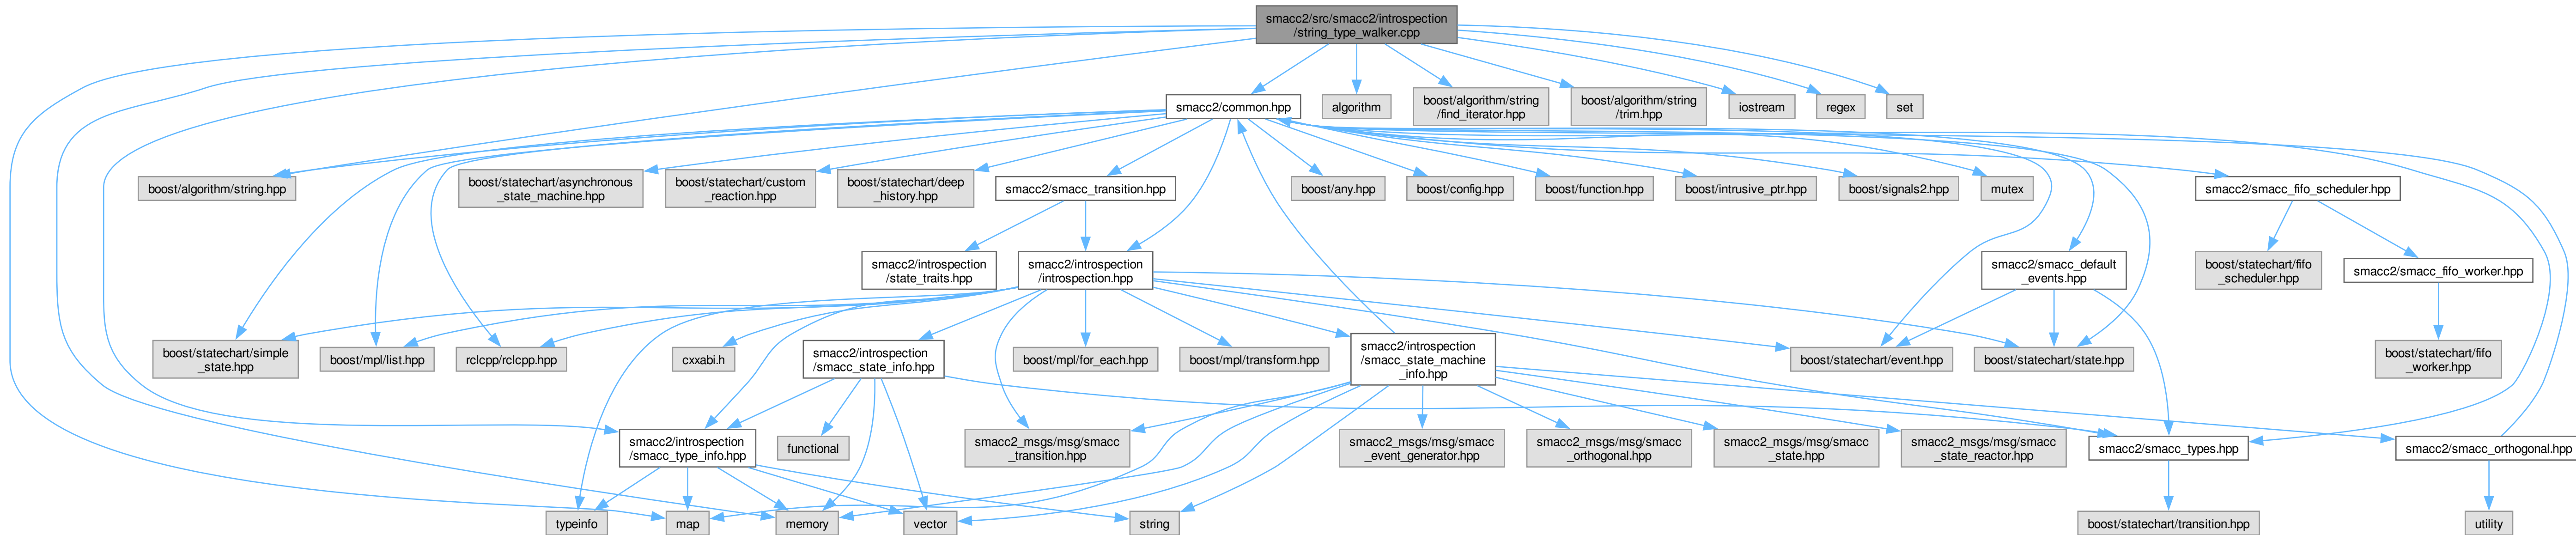 smacc2/src/smacc2/introspection
/string_type_walker.cpp
smacc2/common.hpp
algorithm
boost/algorithm/string
/find_iterator.hpp
boost/algorithm/string
/trim.hpp
iostream
regex
set
boost/algorithm/string.hpp
boost/statechart/asynchronous
_state_machine.hpp
boost/statechart/custom
_reaction.hpp
boost/statechart/deep
_history.hpp
smacc2/smacc_transition.hpp
boost/any.hpp
boost/config.hpp
boost/function.hpp
boost/intrusive_ptr.hpp
boost/signals2.hpp
mutex
smacc2/smacc_fifo_scheduler.hpp
smacc2/introspection
/state_traits.hpp
smacc2/introspection
/introspection.hpp
smacc2/smacc_default
_events.hpp
boost/statechart/fifo
_scheduler.hpp
smacc2/smacc_fifo_worker.hpp
boost/statechart/simple
_state.hpp
boost/mpl/list.hpp
rclcpp/rclcpp.hpp
cxxabi.h
smacc2/introspection
/smacc_state_info.hpp
boost/mpl/for_each.hpp
boost/mpl/transform.hpp
smacc2/introspection
/smacc_state_machine
_info.hpp
boost/statechart/event.hpp
boost/statechart/state.hpp
boost/statechart/fifo
_worker.hpp
smacc2/introspection
/smacc_type_info.hpp
functional
smacc2_msgs/msg/smacc
_transition.hpp
smacc2_msgs/msg/smacc
_event_generator.hpp
smacc2_msgs/msg/smacc
_orthogonal.hpp
smacc2_msgs/msg/smacc
_state.hpp
smacc2_msgs/msg/smacc
_state_reactor.hpp
smacc2/smacc_types.hpp
smacc2/smacc_orthogonal.hpp
typeinfo
map
memory
vector
string
boost/statechart/transition.hpp
utility